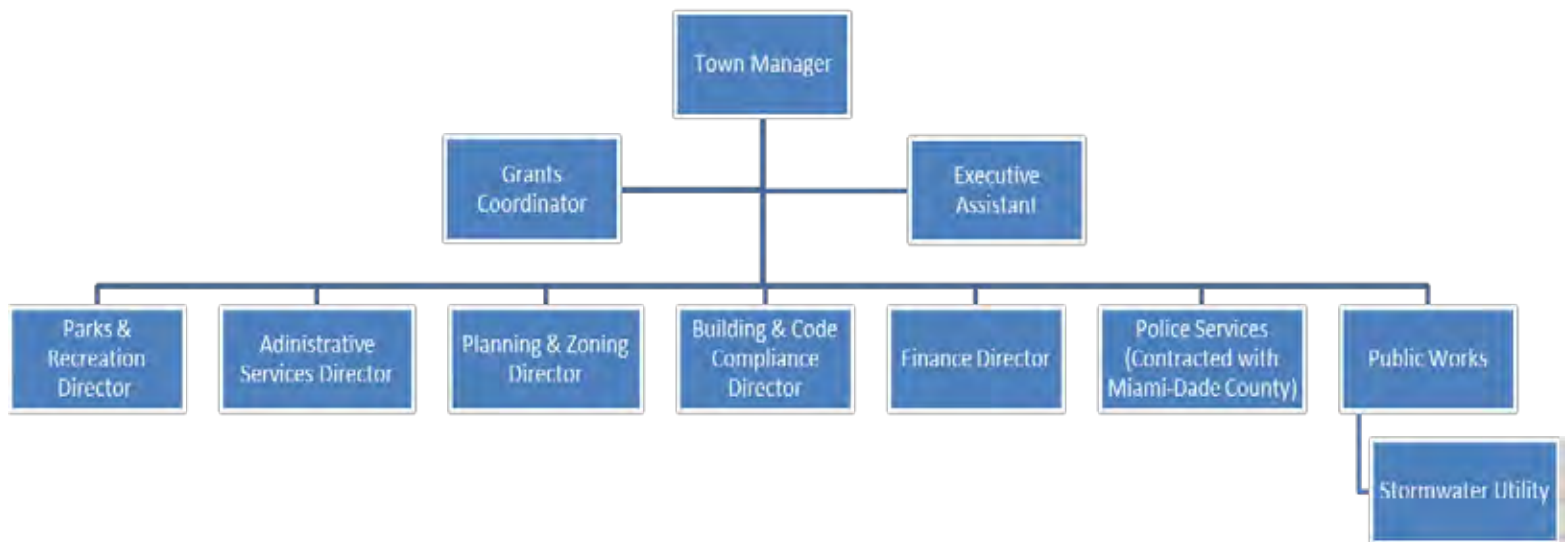 Town Manager
Grants
Coordinator
Executive
Assistant
Parks &
Recreation
Director
Adinistrative
Services Director
Planning & Zoning
Director
Building & Code
Compliance
Director
Finance Director
Police Services
(Contracted with
Miami-Dade County)
Public Works
Stormwater Utility